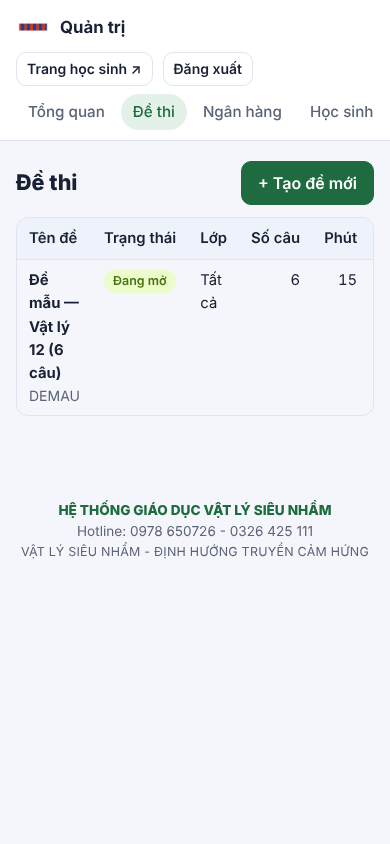 Quản trị
Trang học sinh ↗ Đăng xuất
Tổng quan Đề thi Ngân hàng Học sinh
Đề thi + Tạo đề mới
Tên đề Trạng thái Lớp Số câu Phút
Đề Đang mở Tất 6 15
mẫu — cả
Vật lý
12 (6
câu)
DEMAU
HỆ THỐNG GIÁO DỤC VẬT LÝ SIÊU NHẨM
Hotline: 0978 650726 - 0326 425 111
VẬT LÝ SIÊU NHẨM - ĐỊNH HƯỚNG TRUYỀN CẢM HỨNG